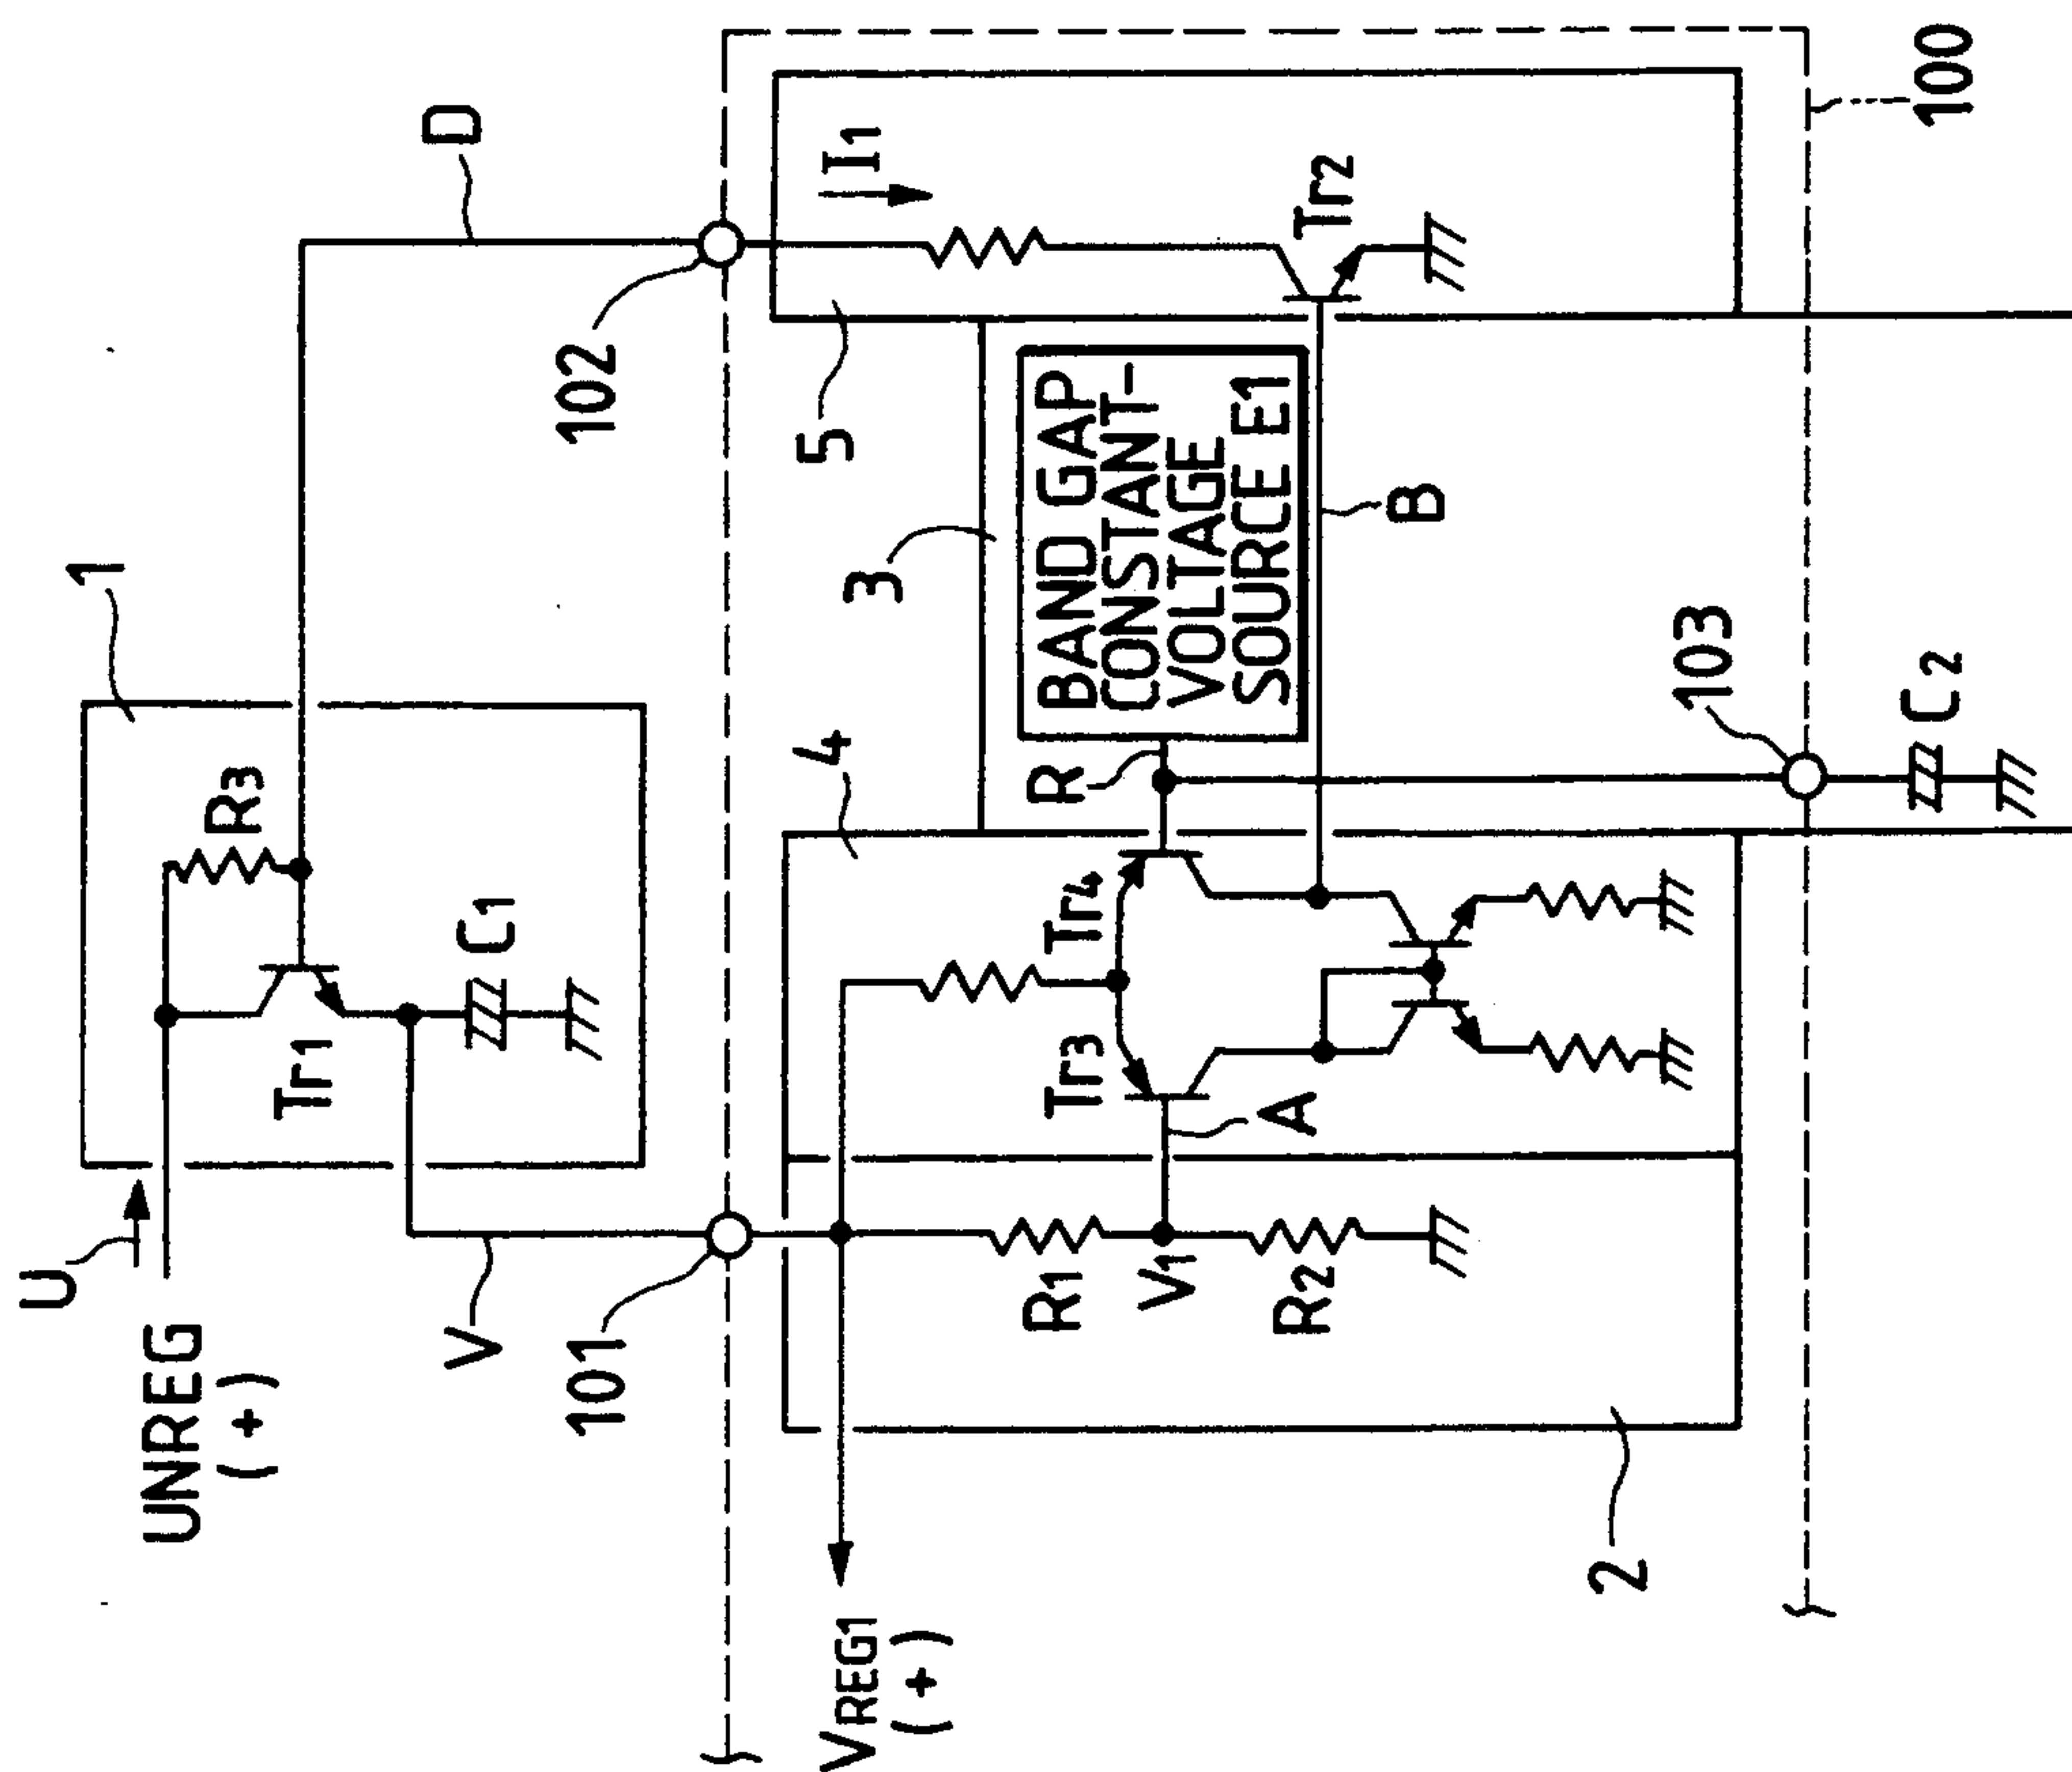 U
UNREG
(+)
1
R3
Tr1
C1
V
D
101
102
5
I1
Tr2
3
BAND GAP
CONSTANT-
VOLTAGE
SOURCE E1
B
4
R
Tr4
Tr3
A
R1
V1
R2
VREG1
(+)
2
103
C2
100